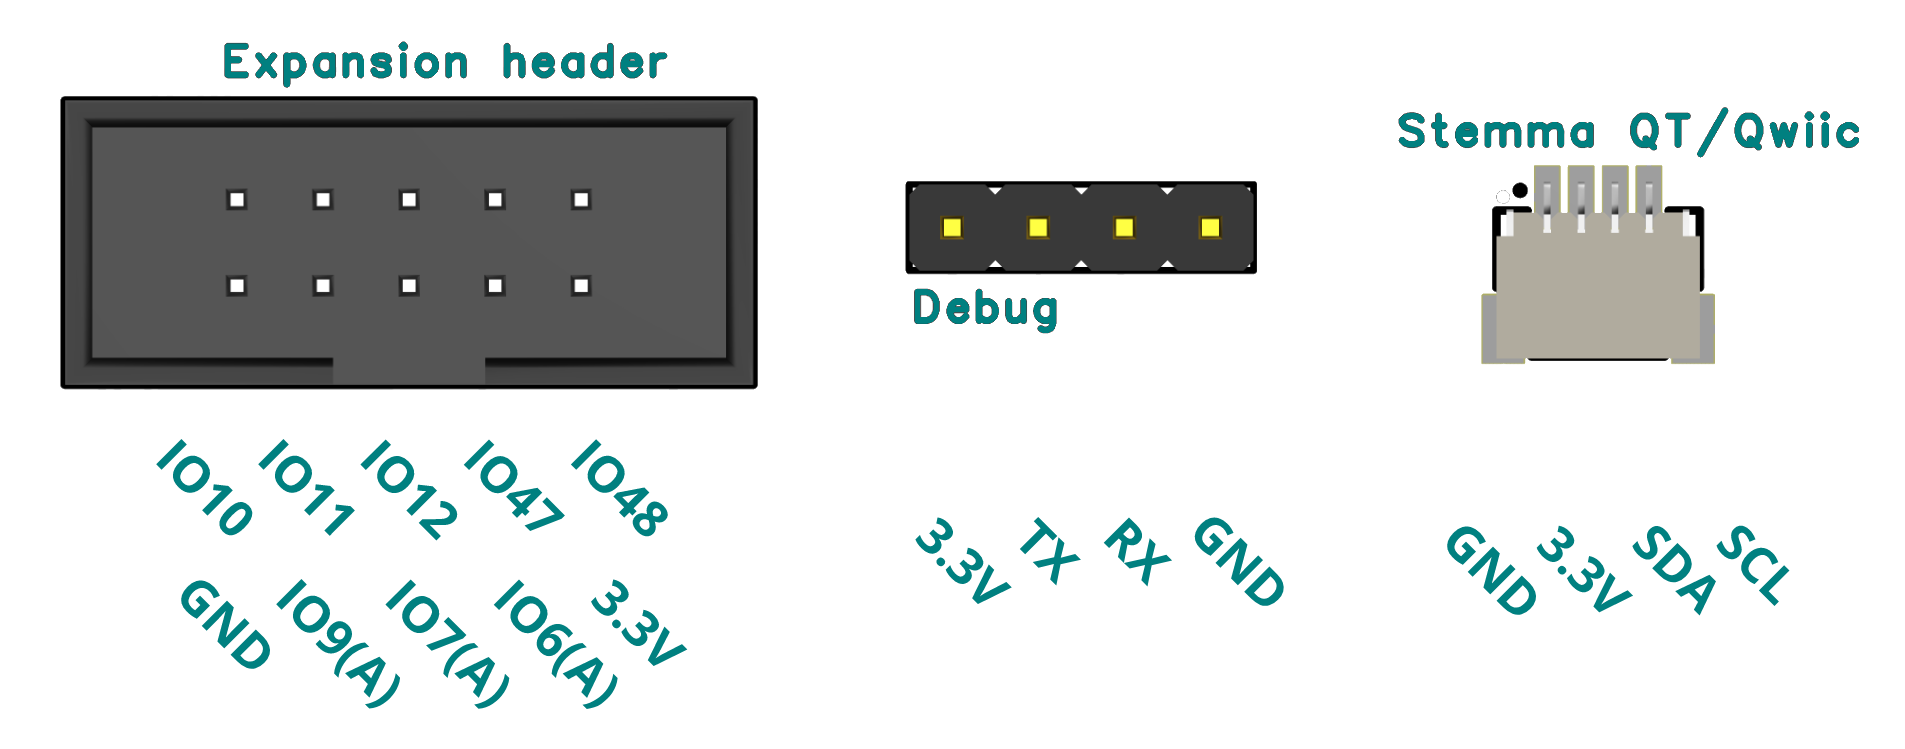 Expansion header
Stemma QT/Qwiic
Debug
IO10 IO11 IO12 IO47 IO48
GND IO9(A) IO7(A) IO6(A) 3.3V
3.3V TX RX GND
GND 3.3V SDA SCL